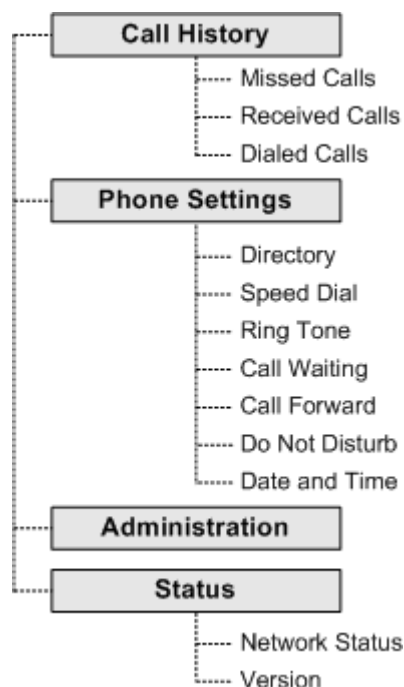 Call History
Missed Calls
Received Calls
Dialed Calls
Phone Settings
Directory
Speed Dial
Ring Tone
Call Waiting
Call Forward
Do Not Disturb
Date and Time
Administration
Status
Network Status
Version